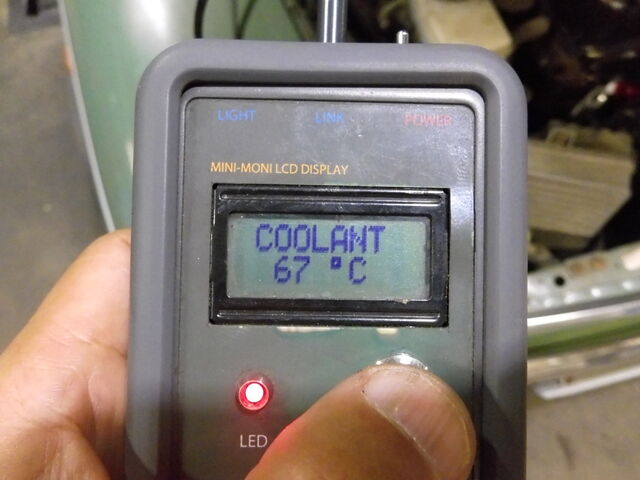 LIGHT LINK POWER
MINI-MONI LCD DISPLAY
COOLANT
67 °C
LED